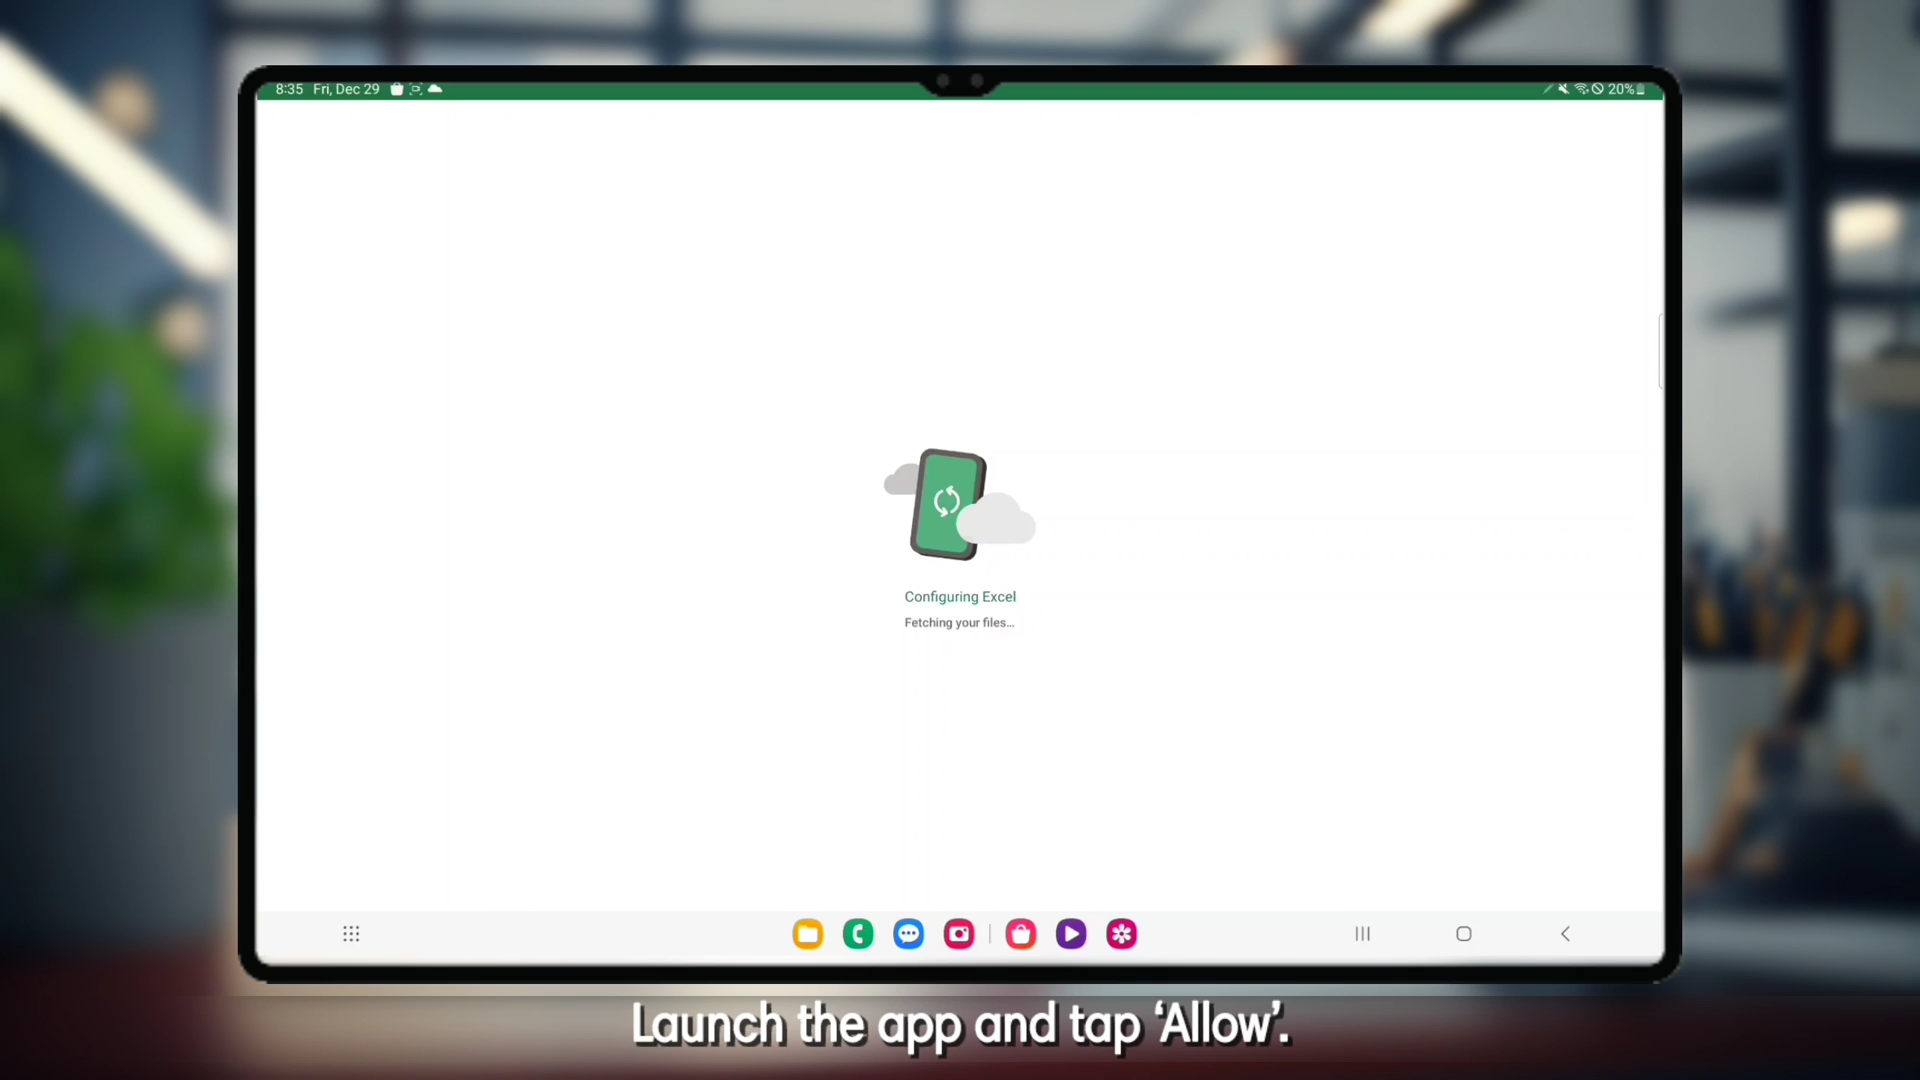 8:35 Fri, Dec 29
20%
Configuring Excel
Fetching your files...
Launch the app and tap ‘Allow’.